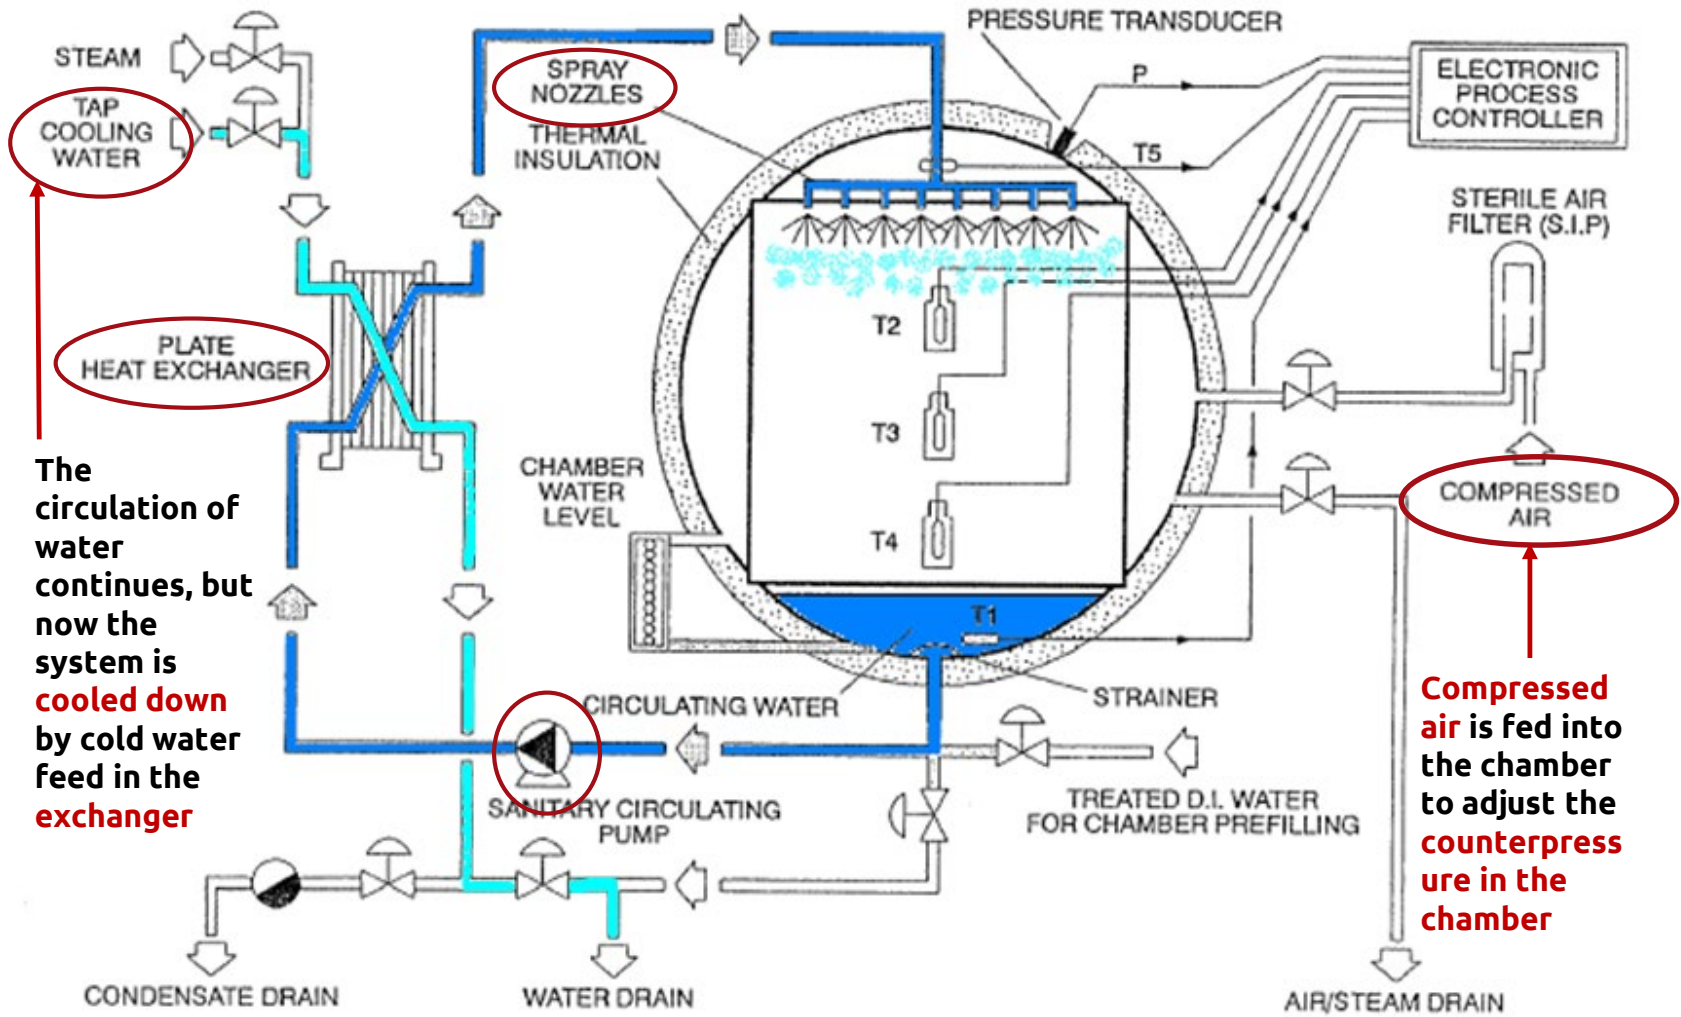 PRESSURE TRANSDUCER
STEAM
TAP
COOLING
WATER
SPRAY
NOZZLES
THERMAL
INSULATION
P
T5
ELECTRONIC
PROCESS
CONTROLLER
STERILE AIR
FILTER (S.I.P)
PLATE
HEAT EXCHANGER
T2
T3
T4
T1
CHAMBER
WATER
LEVEL
COMPRESSED
AIR
The
circulation of
water
continues, but
now the
system is
cooled down
by cold water
feed in the
exchanger
CIRCULATING WATER
STRAINER
SANITARY CIRCULATING
PUMP
TREATED D.I. WATER
FOR CHAMBER PREFILLING
Compressed
air is fed into
the chamber
to adjust the
counterpress
ure in the
chamber
CONDENSATE DRAIN
WATER DRAIN
AIR/STEAM DRAIN